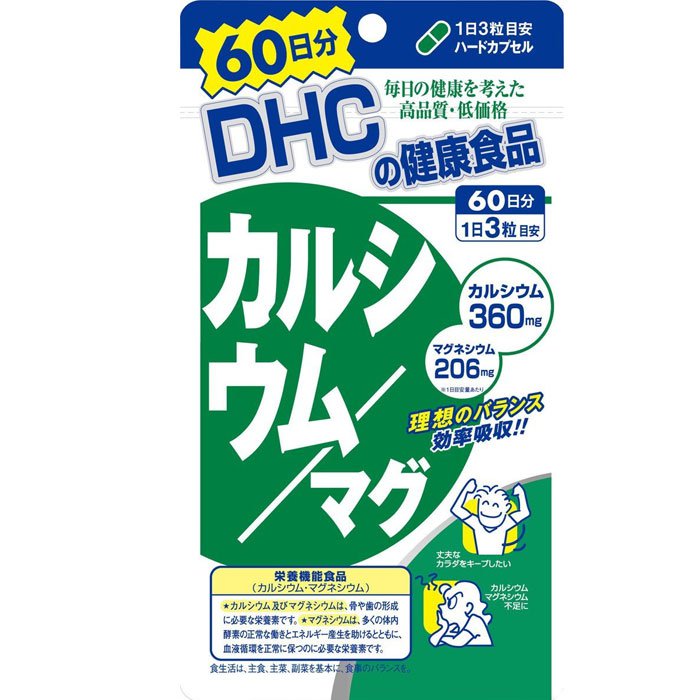 60日分
1日3粒目安
ハードカプセル
毎日の健康を考えた
高品質・低価格
DHCの健康食品
60日分
1日3粒目安
カルシ
ウム/
/マグ
カルシウム
360mg
マグネシウム
206mg
※1日目安量あたり
理想のバランス
効率吸収!!
丈夫な
カラダをキープしたい
カルシウム
マグネシウム
不足に
栄養機能食品
(カルシウム・マグネシウム)
★カルシウム及びマグネシウムは、骨や歯の形成
に必要な栄養素です。★マグネシウムは、多くの体内
酵素の正常な働きとエネルギー産生を助けるとともに、
血液循環を正常に保つのに必要な栄養素です。
食生活は、主食、主菜、副菜を基本に、食事のバランスを。